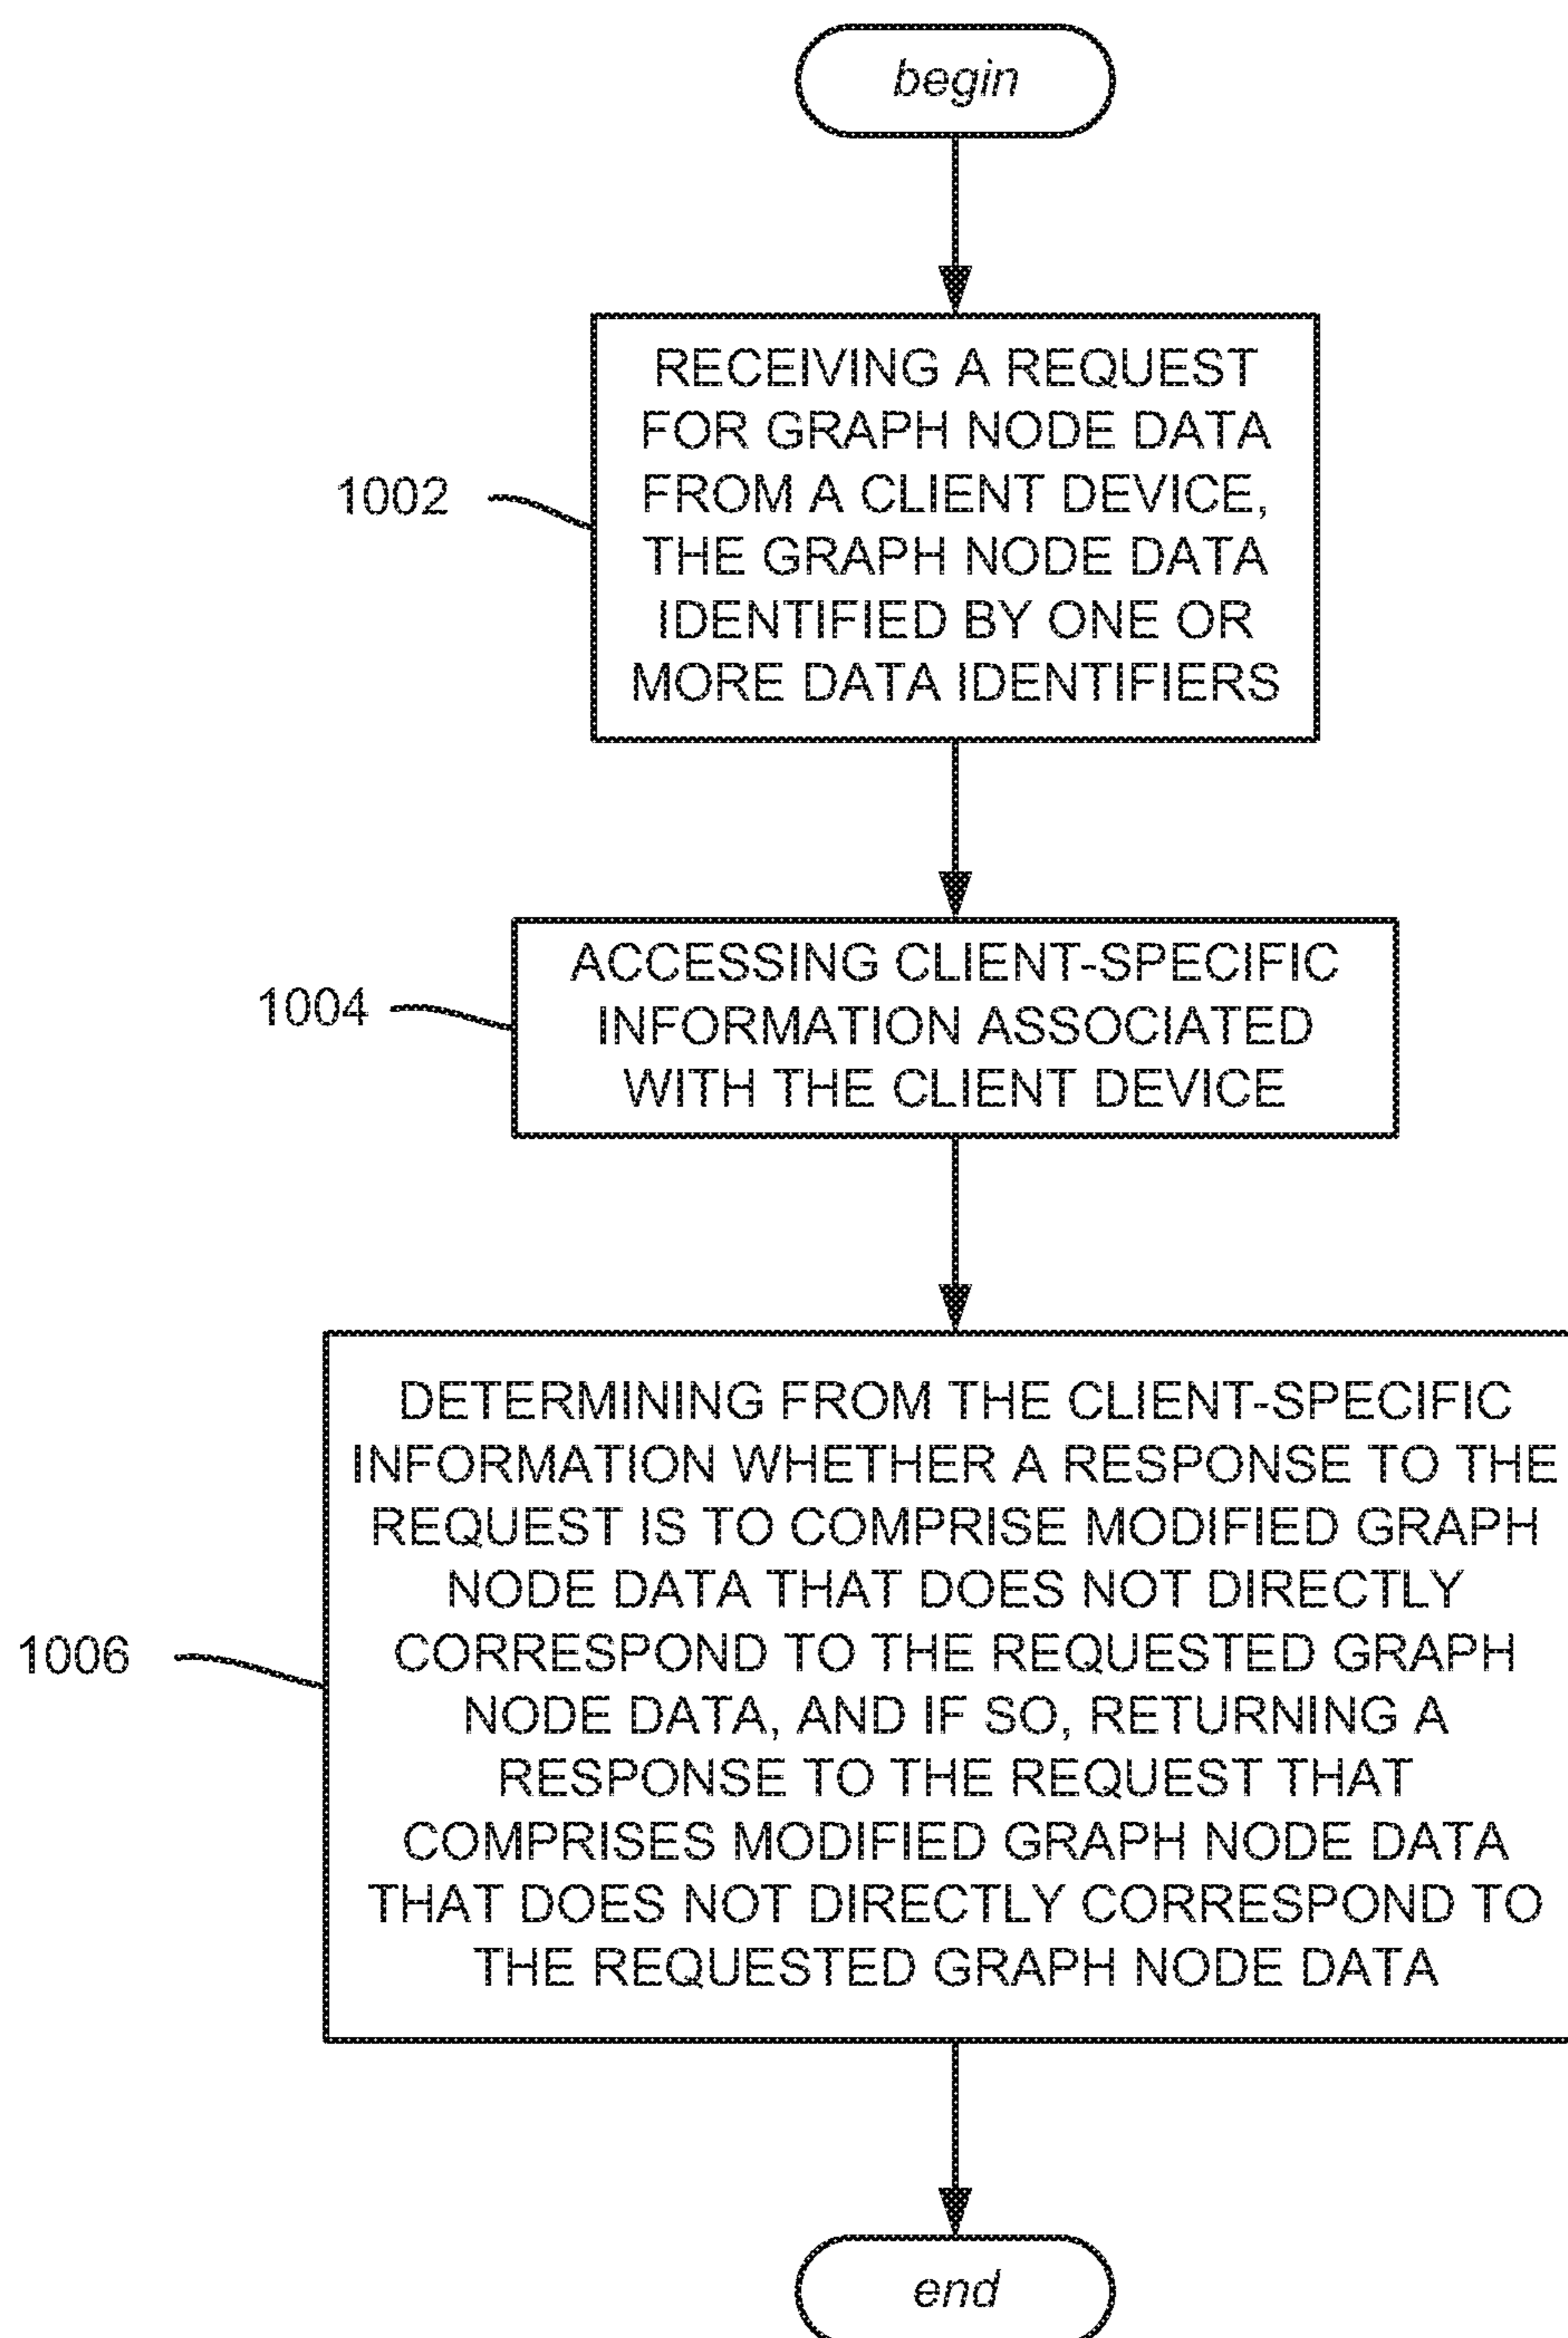 begin
RECEIVING A REQUEST
FOR GRAPH NODE DATA
FROM A CLIENT DEVICE,
THE GRAPH NODE DATA
IDENTIFIED BY ONE OR
MORE DATA IDENTIFIERS
1002
ACCESSING CLIENT-SPECIFIC
INFORMATION ASSOCIATED
WITH THE CLIENT DEVICE
1004
DETERMINING FROM THE CLIENT-SPECIFIC
INFORMATION WHETHER A RESPONSE TO THE
REQUEST IS TO COMPRISE MODIFIED GRAPH
NODE DATA THAT DOES NOT DIRECTLY
CORRESPOND TO THE REQUESTED GRAPH
NODE DATA, AND IF SO, RETURNING A
RESPONSE TO THE REQUEST THAT
COMPRISES MODIFIED GRAPH NODE DATA
THAT DOES NOT DIRECTLY CORRESPOND TO
THE REQUESTED GRAPH NODE DATA
1006
end